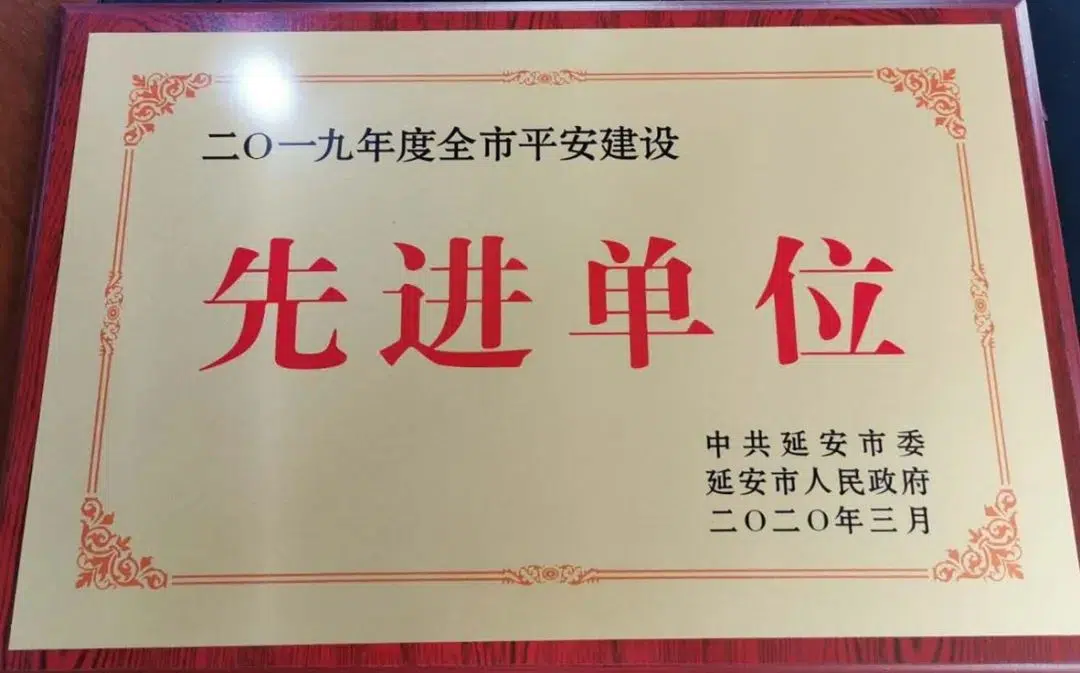 二〇一九年度全市平安建设
先进单位
中共延安市委
延安市人民政府
二〇二〇年三月